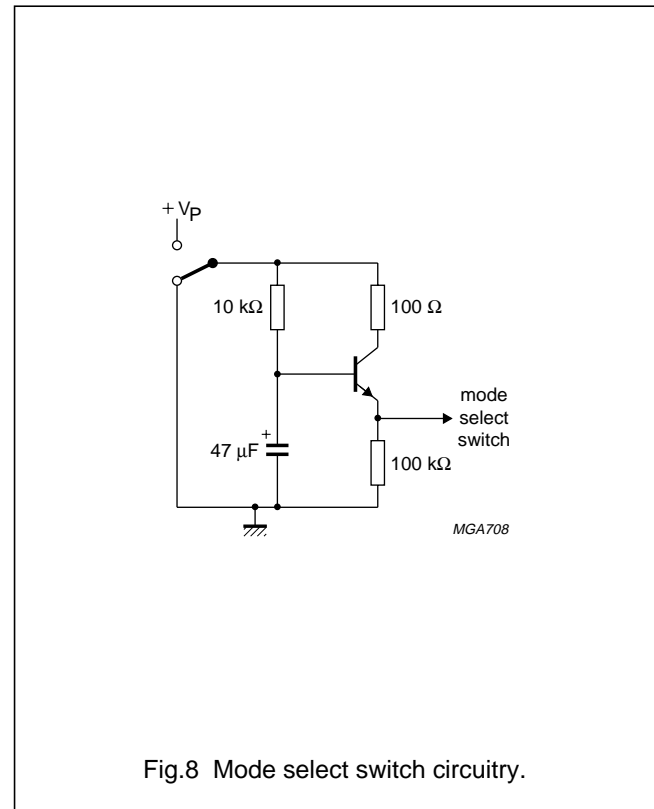 + VP
10 kΩ
100 Ω
mode
select
switch
+
47 μF
100 kΩ
MGA708
Fig.8 Mode select switch circuitry.